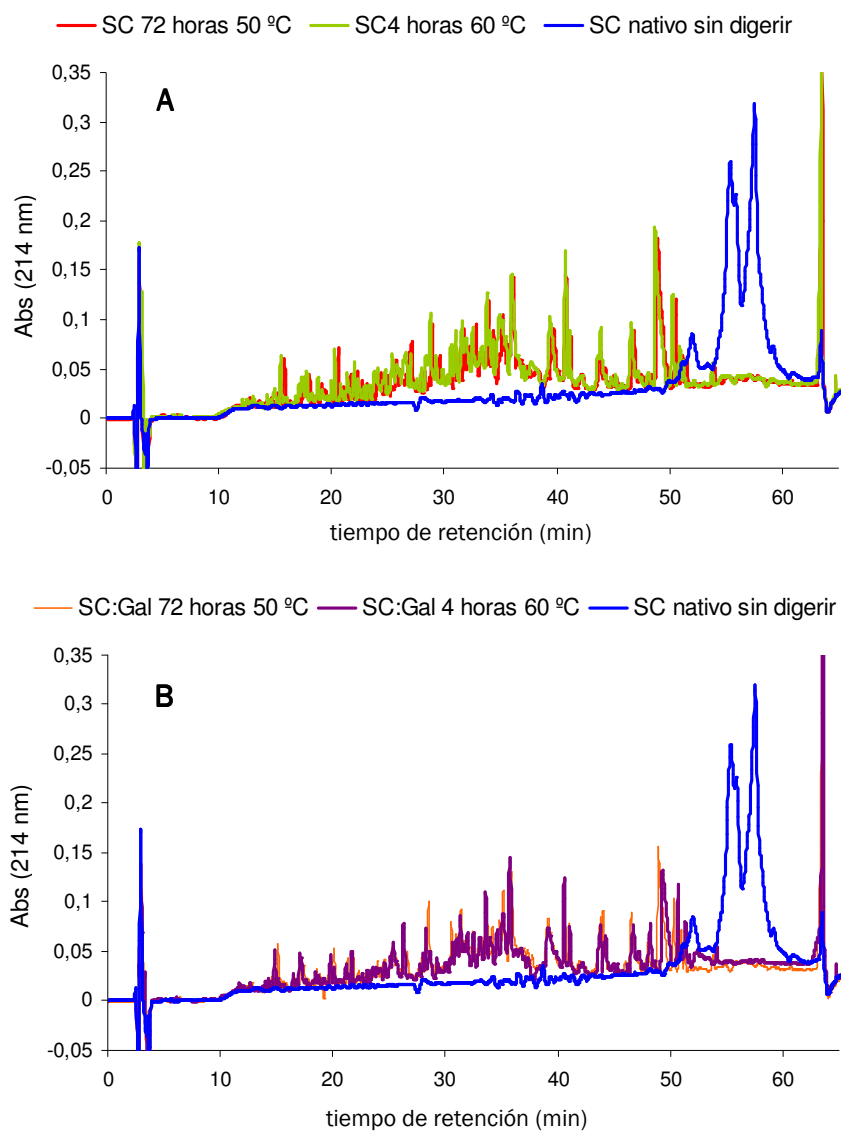 SC 72 horas 50 ºC SC4 horas 60 ºC SC nativo sin digerir
0,35
A
0,3
0,25
0,2
0,15
0,1
0,05
0
-0,05
Abs (214 nm)
0 10 20 30 40 50 60
tiempo de retención (min)
SC:Gal 72 horas 50 ºC SC:Gal 4 horas 60 ºC SC nativo sin digerir
0,35
B
0,3
0,25
0,2
0,15
0,1
0,05
0
-0,05
Abs (214 nm)
0 10 20 30 40 50 60
tiempo de retención (min)